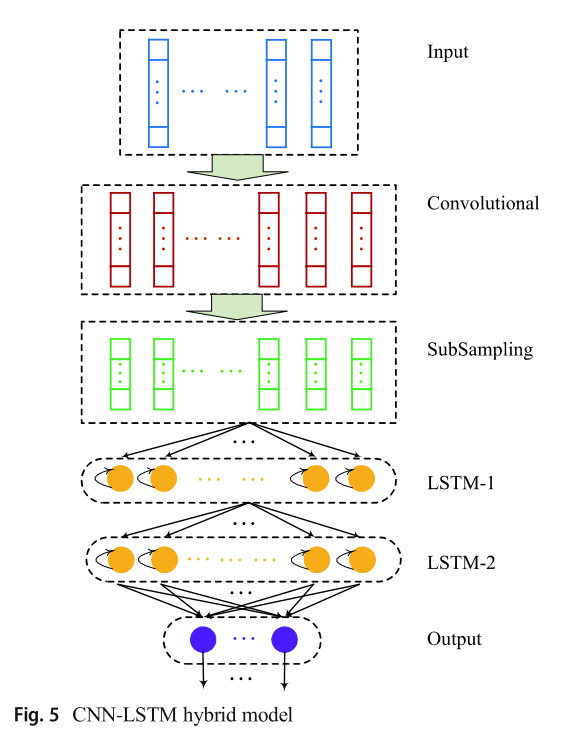 Input
Convolutional
SubSampling
LSTM-1
LSTM-2
Output
Fig. 5 CNN-LSTM hybrid model